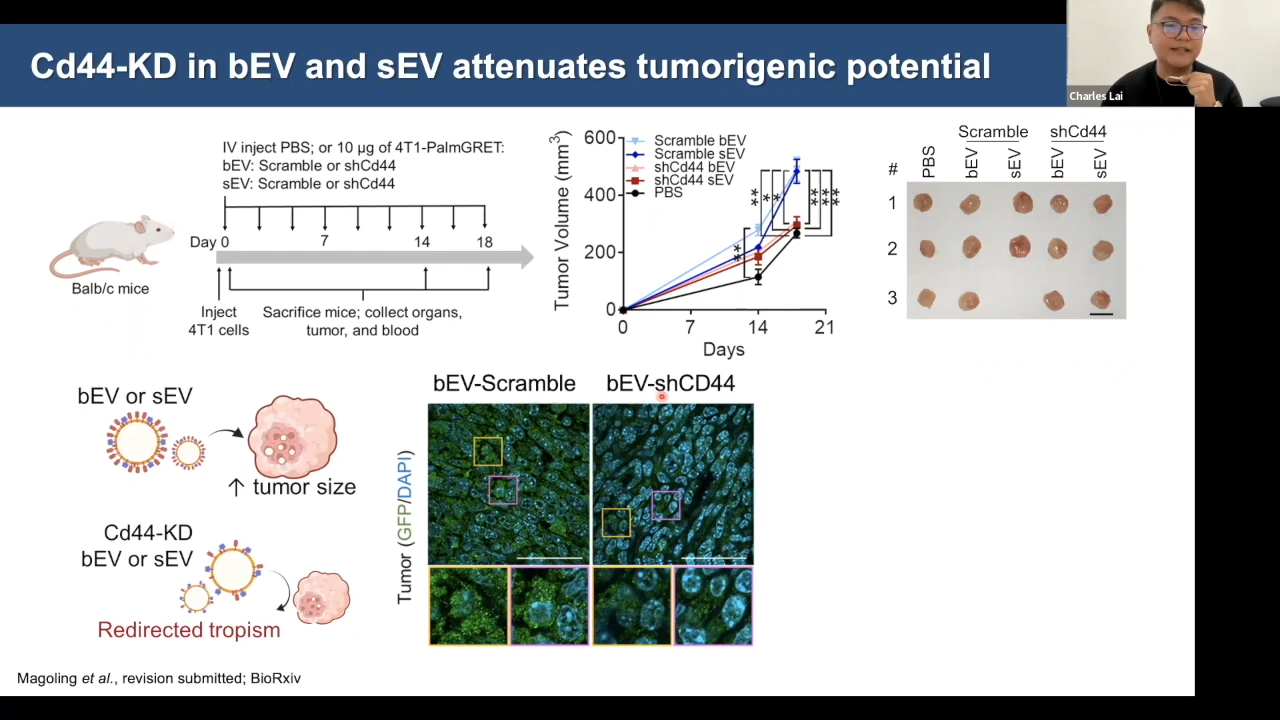 Cd44-KD in bEV and sEV attenuates tumorigenic potential
Charles Lai
IV inject PBS; or 10 µg of 4T1-PalmGRET:
bEV: Scramble or shCd44
sEV: Scramble or shCd44
Day 0 7 14 18
Balb/c mice
Inject
4T1 cells
Sacrifice mice; collect organs,
tumor, and blood
Tumor Volume (mm³)
600
400
200
0
0 7 14 21
Days
Scramble bEV
Scramble sEV
shCd44 bEV
shCd44 sEV
PBS
**
**
*
*
**
**
**
Scramble shCd44
# PBS bEV sEV bEV sEV
1
2
3
bEV or sEV
↑ tumor size
Cd44-KD
bEV or sEV
Redirected tropism
bEV-Scramble bEV-shCD44
Tumor (GFP/DAPI)
Magoling et al., revision submitted; BioRxiv